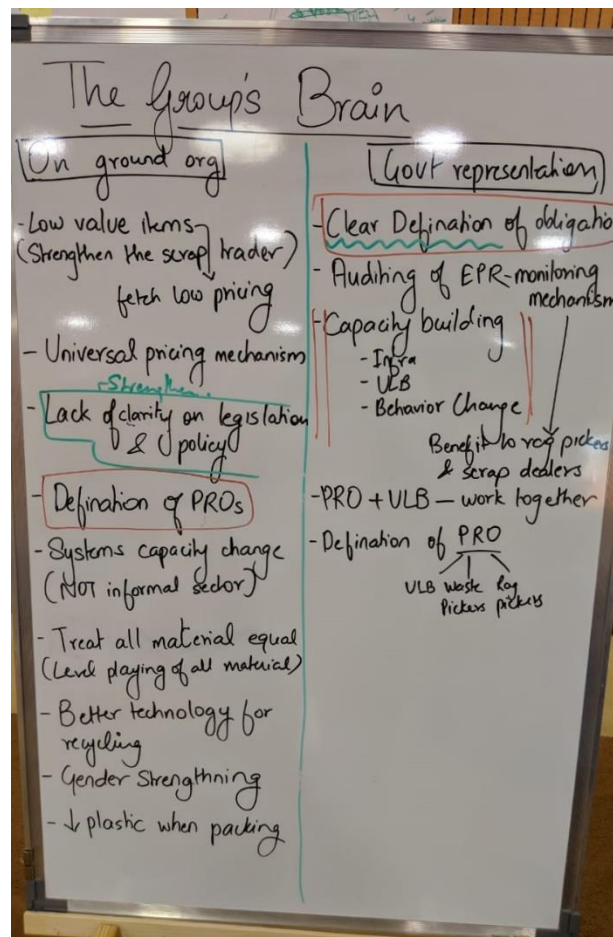 The Group's Brain
On ground org
- Low value items
(Strengthen the scrap trader)
fetch low pricing
- Universal pricing mechanism
- Strengthen
- Lack of clarity on legislation
& policy
- Defination of PROs
- Systems capacity change
(NOT informal sector)
- Treat all material equal
(Level playing of all material)
- Better technology for
recycling
- Gender Strengthning
- ↓ plastic when packing
Govt representation
- Clear Defination of obligatio
- Auditing of EPR - monitoring
mechanism
- Capacity building
- Infra
- ULB
- Behavior Change
Benefit to rag pickers
& scrap dealers
- PRO + ULB — work together
- Defination of PRO
ULB Waste Rag
Pickers pickers